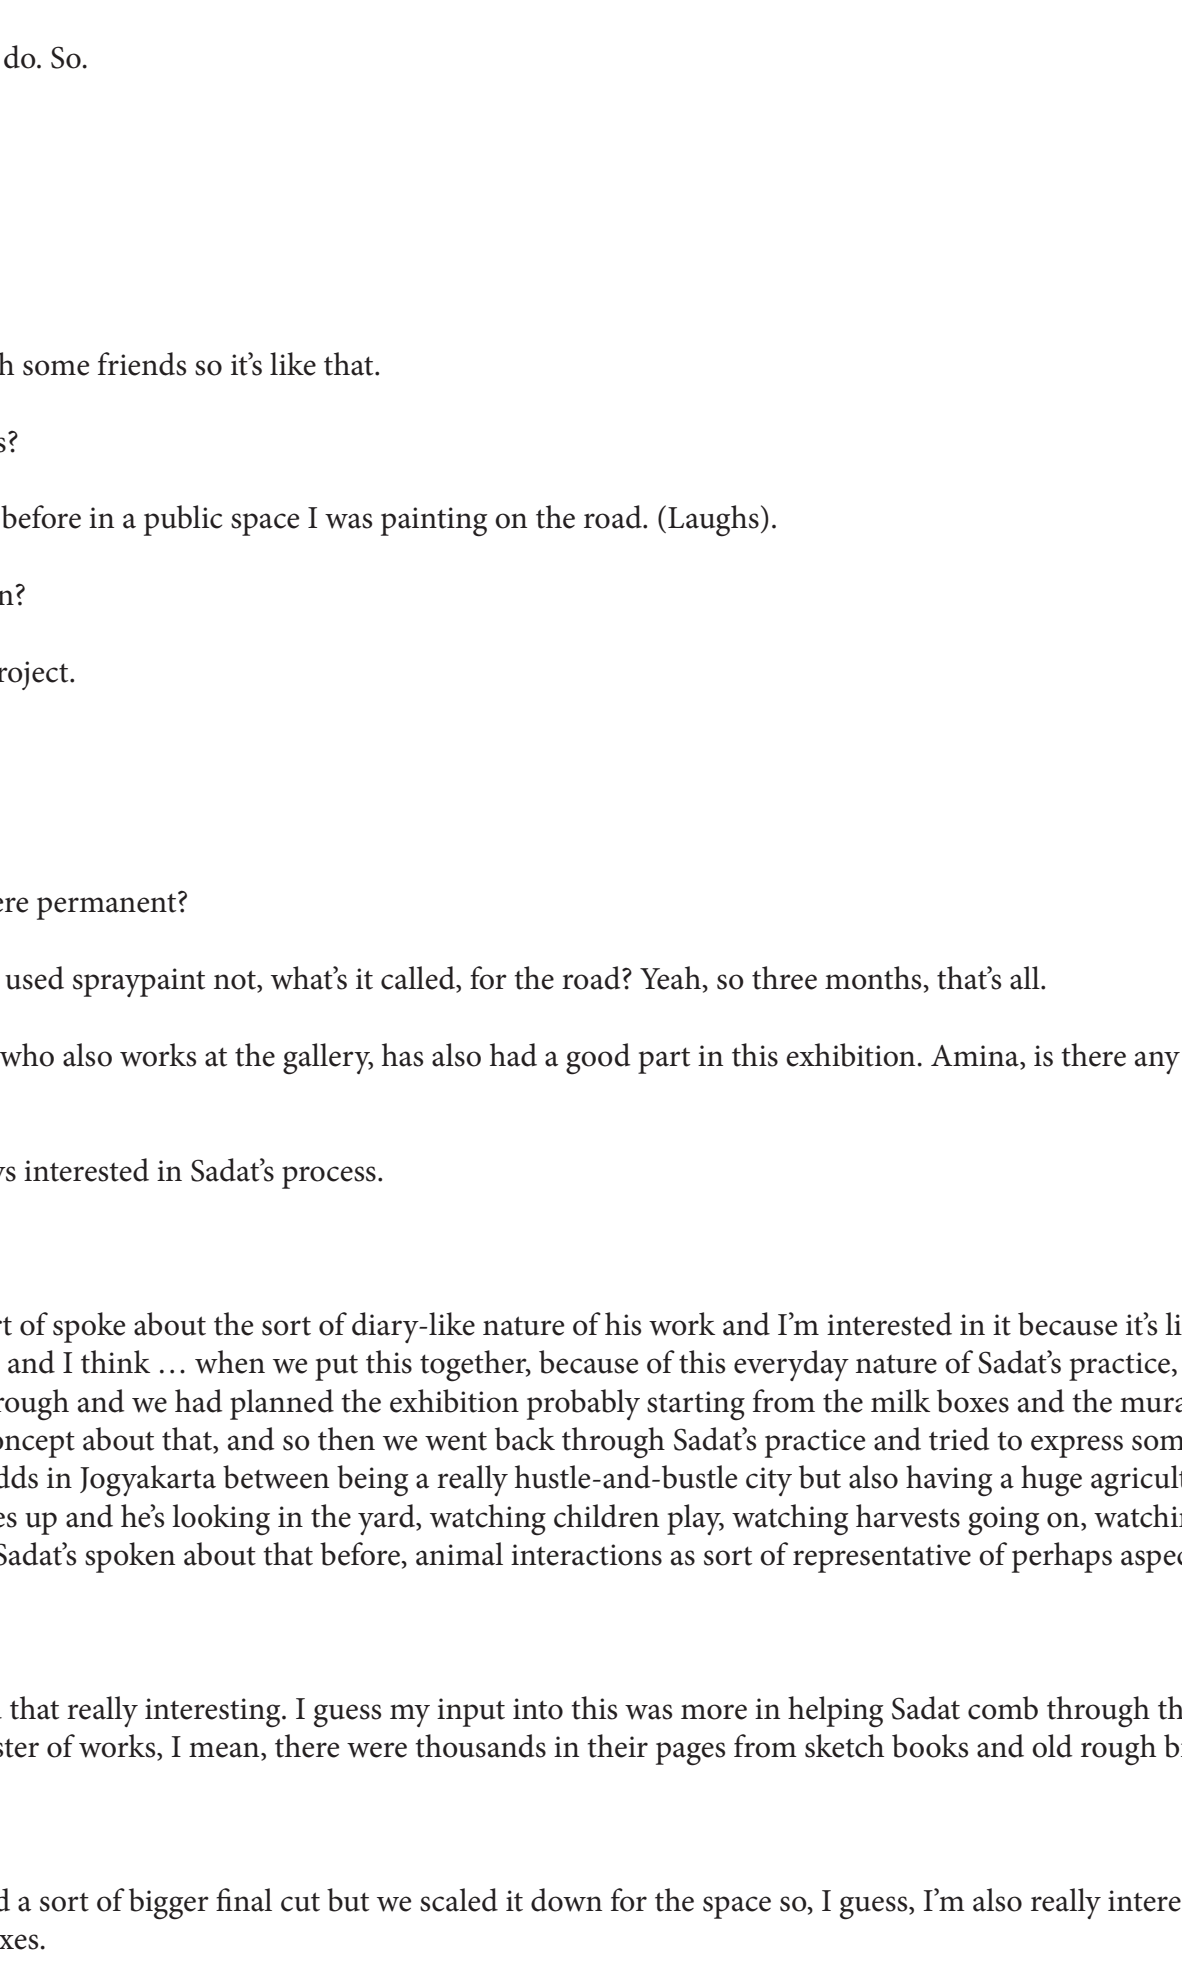 do. So.
h some friends so it’s like that.
s?
before in a public space I was painting on the road. (Laughs).
n?
roject.
ere permanent?
used spraypaint not, what’s it called, for the road? Yeah, so three months, that’s all.
who also works at the gallery, has also had a good part in this exhibition. Amina, is there any
ys interested in Sadat’s process.
rt of spoke about the sort of diary-like nature of his work and I’m interested in it because it’s li
and I think … when we put this together, because of this everyday nature of Sadat’s practice,
rough and we had planned the exhibition probably starting from the milk boxes and the mura
oncept about that, and so then we went back through Sadat’s practice and tried to express som
dds in Jogyakarta between being a really hustle-and-bustle city but also having a huge agricult
es up and he’s looking in the yard, watching children play, watching harvests going on, watchin
Sadat’s spoken about that before, animal interactions as sort of representative of perhaps aspec
d that really interesting. I guess my input into this was more in helping Sadat comb through th
ster of works, I mean, there were thousands in their pages from sketch books and old rough b
d a sort of bigger final cut but we scaled it down for the space so, I guess, I’m also really intere
xes.